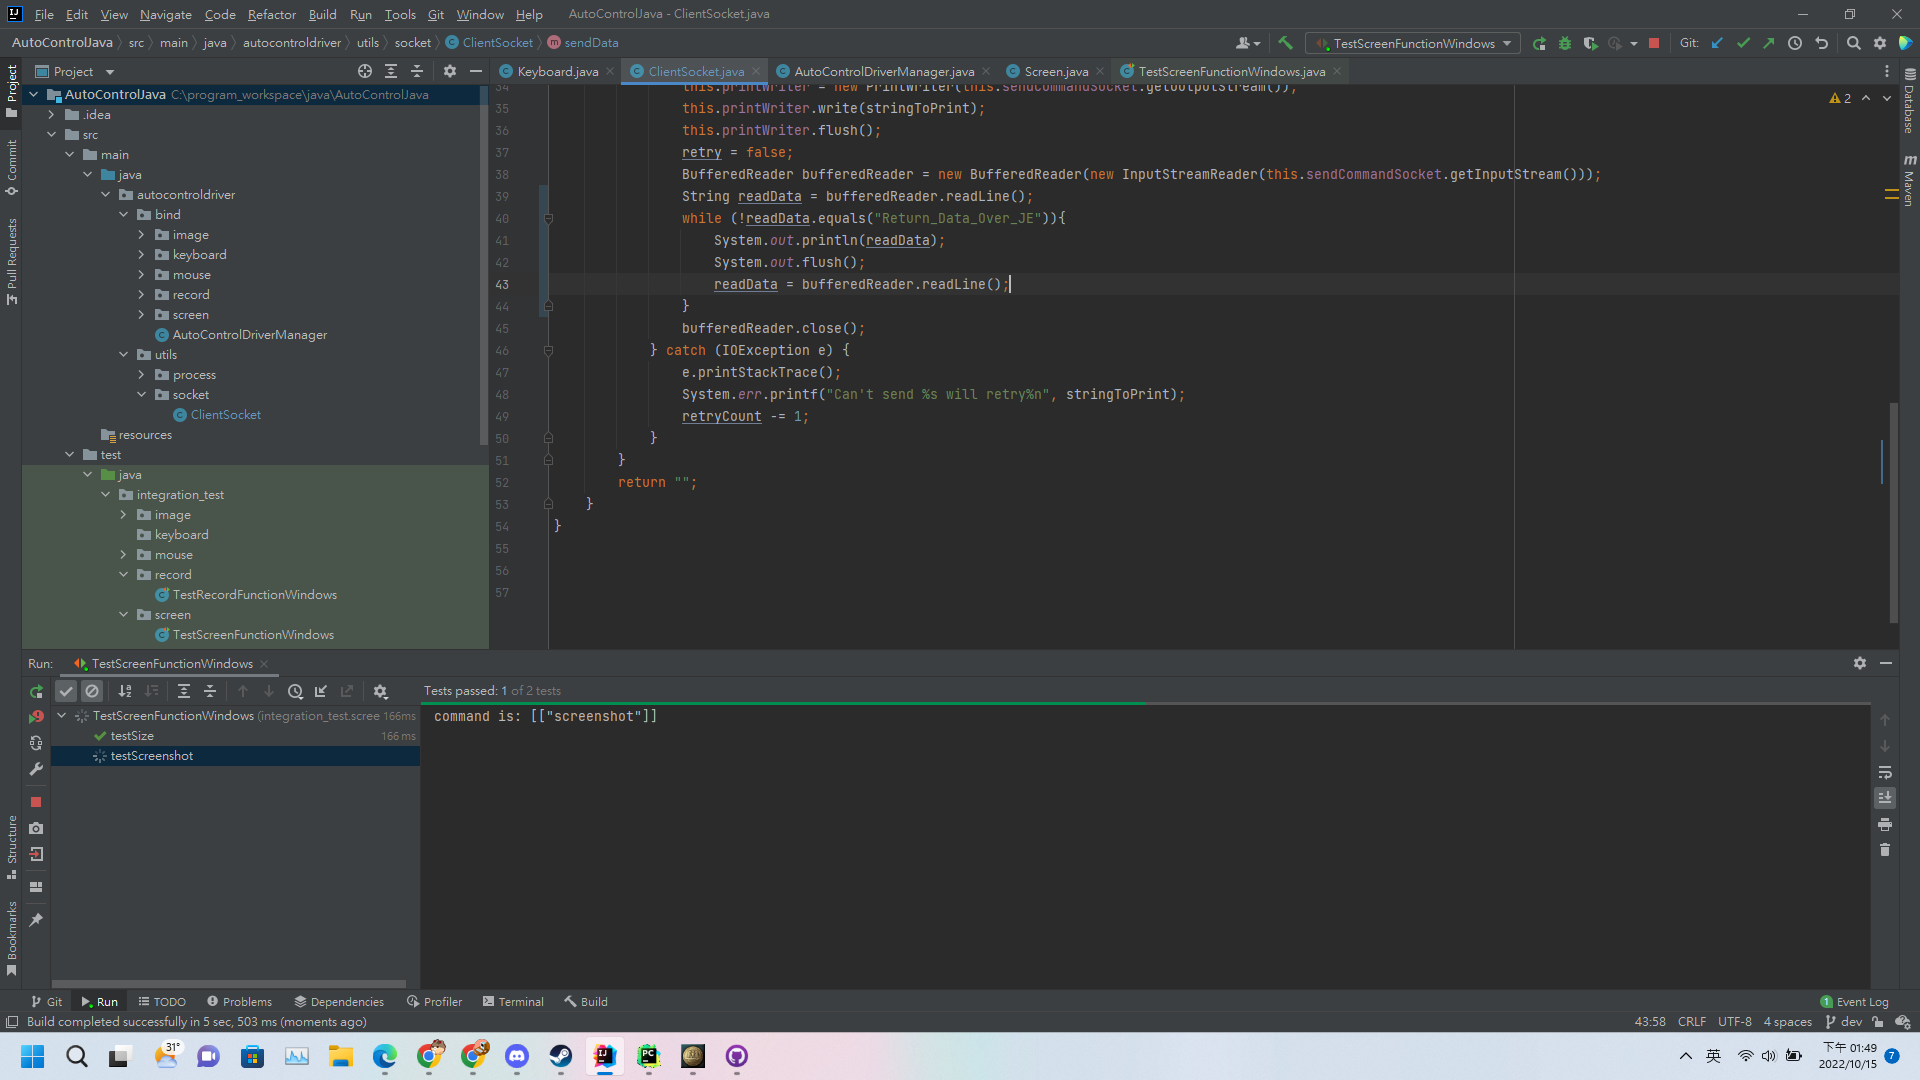 File Edit View Navigate Code Refactor Build Run Tools Git Window Help AutoControlJava - ClientSocket.java
AutoControlJava src main java autocontroldriver utils socket ClientSocket sendData TestScreenFunctionWindows Git:
Project
Keyboard.java ClientSocket.java AutoControlDriverManager.java Screen.java TestScreenFunctionWindows.java
Project
Commit
Pull Requests
Structure
Bookmarks
AutoControlJava C:\program_workspace\java\AutoControlJava
.idea
src
main
java
autocontroldriver
bind
image
keyboard
mouse
record
screen
AutoControlDriverManager
utils
process
socket
ClientSocket
resources
test
java
integration_test
image
keyboard
mouse
record
TestRecordFunctionWindows
screen
TestScreenFunctionWindows
34 this.printWriter = new PrintWriter(this.sendCommandSocket.getOutputStream());
35 this.printWriter.write(stringToPrint);
36 this.printWriter.flush();
37 retry = false;
38 BufferedReader bufferedReader = new BufferedReader(new InputStreamReader(this.sendCommandSocket.getInputStream()));
39 String readData = bufferedReader.readLine();
40 while (!readData.equals("Return_Data_Over_JE")){
41 System.out.println(readData);
42 System.out.flush();
43 readData = bufferedReader.readLine();
44 }
45 bufferedReader.close();
46 } catch (IOException e) {
47 e.printStackTrace();
48 System.err.printf("Can't send %s will retry%n", stringToPrint);
49 retryCount -= 1;
50 }
51 }
52 return "";
53 }
54 }
55
56
57
2
Database
m Maven
Run: TestScreenFunctionWindows
Tests passed: 1 of 2 tests
TestScreenFunctionWindows (integration_test.scree 166 ms
testSize 166 ms
testScreenshot
command is: [["screenshot"]]
Git Run TODO Problems Dependencies Profiler Terminal Build 1 Event Log
Build completed successfully in 5 sec, 503 ms (moments ago) 43:58 CRLF UTF-8 4 spaces dev
31°
英
下午 01:49
2022/10/15
7